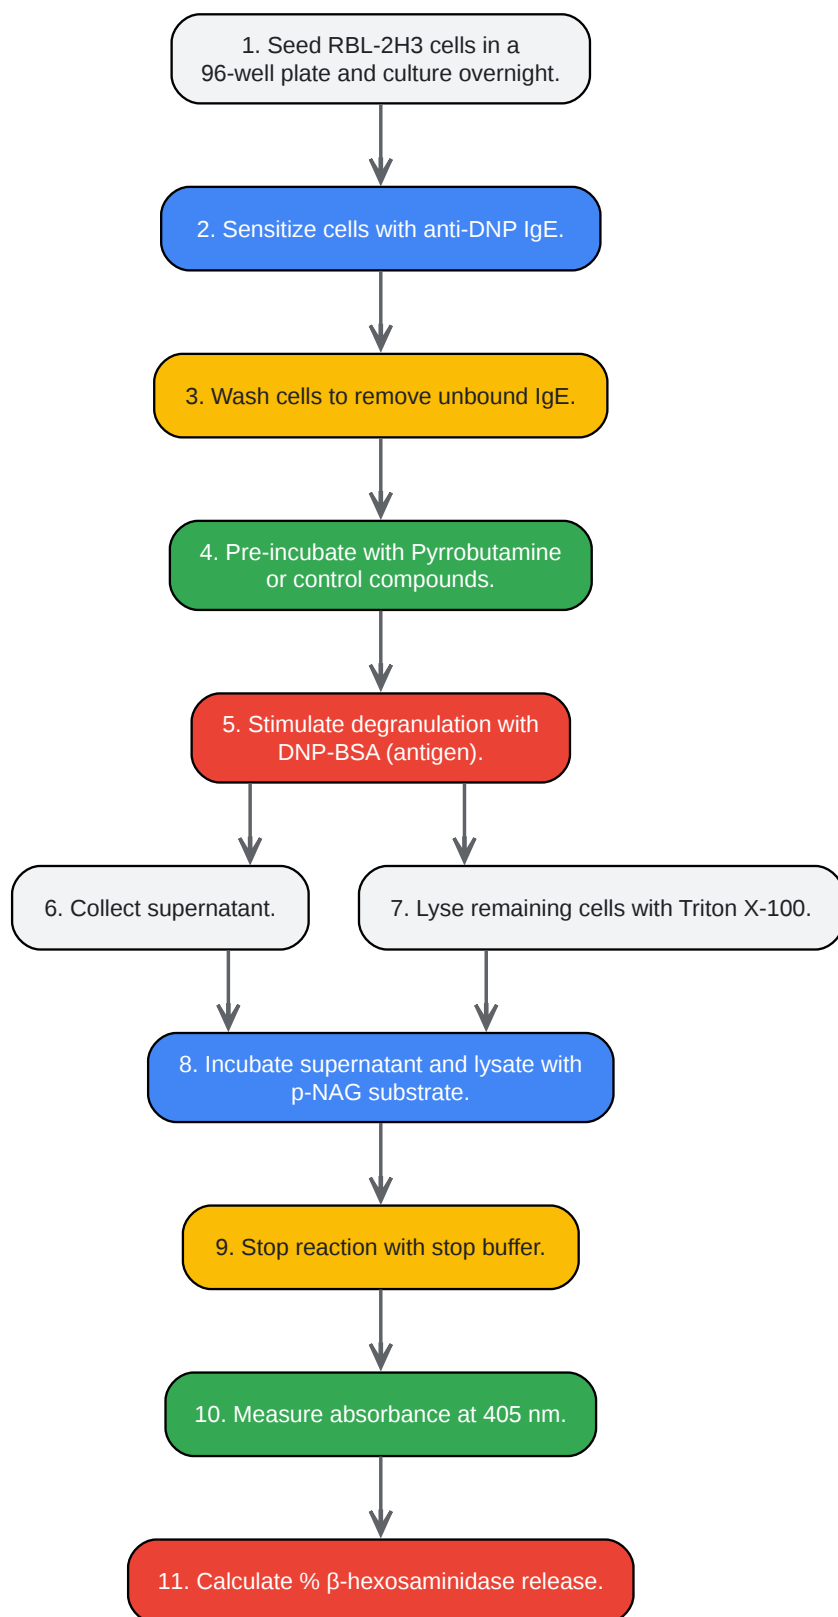 1. Seed RBL-2H3 cells in a
96-well plate and culture overnight.
2. Sensitize cells with anti-DNP IgE.
3. Wash cells to remove unbound IgE.
4. Pre-incubate with Pyrrobutamine
or control compounds.
5. Stimulate degranulation with
DNP-BSA (antigen).
6. Collect supernatant.
7. Lyse remaining cells with Triton X-100.
8. Incubate supernatant and lysate with
p-NAG substrate.
9. Stop reaction with stop buffer.
10. Measure absorbance at 405 nm.
11. Calculate % β-hexosaminidase release.